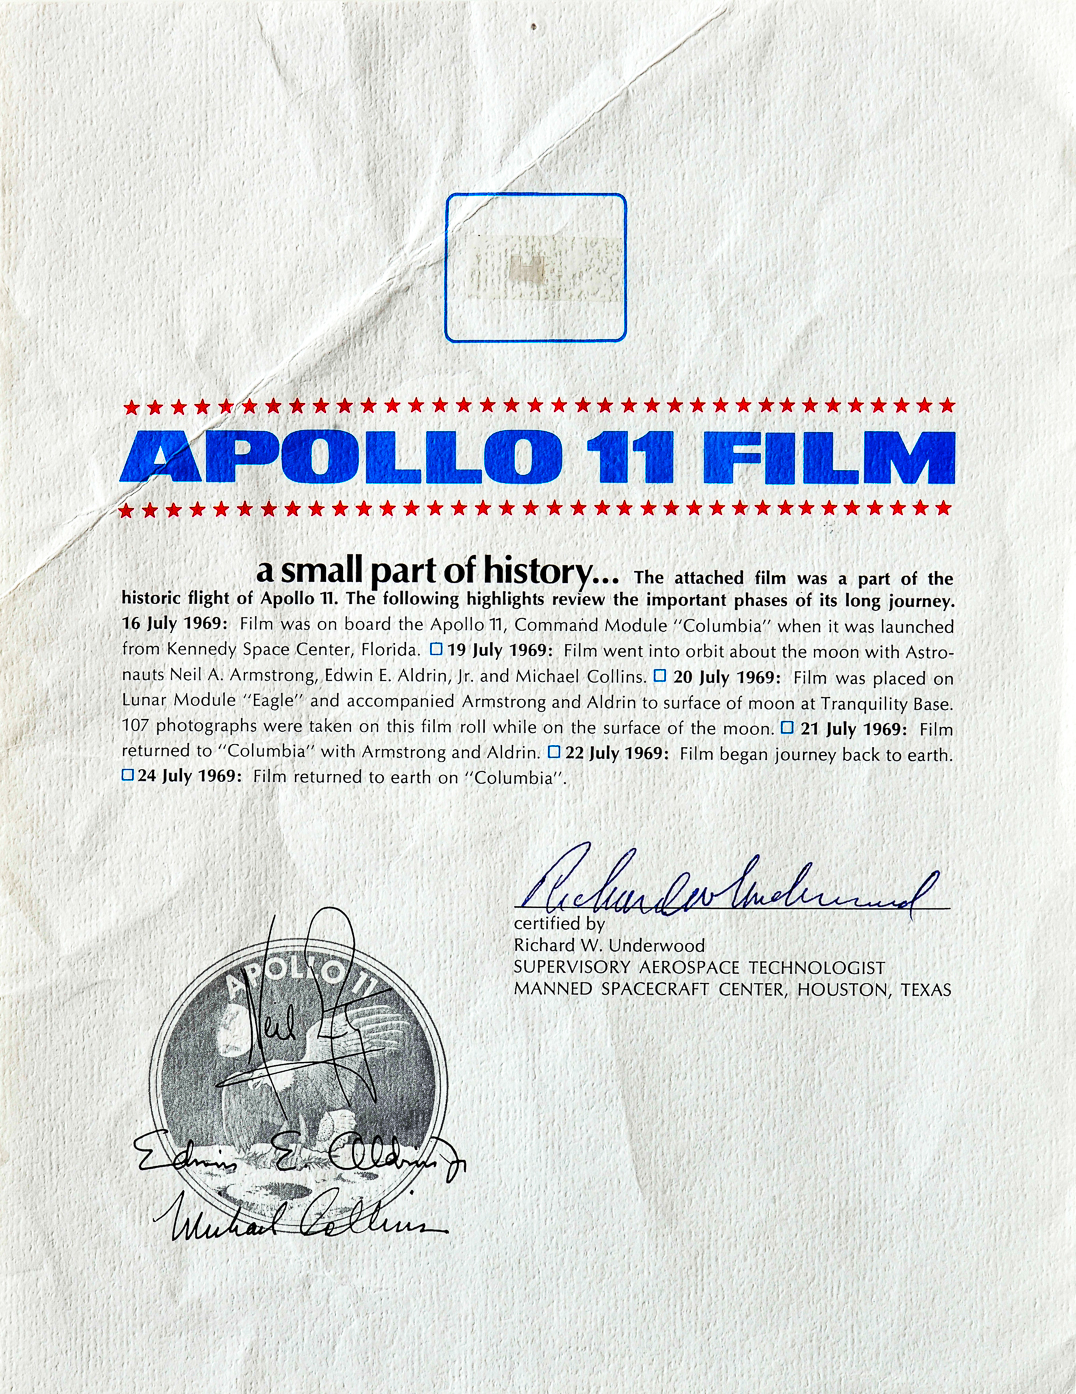 APOLLO 11 FILM
a small part of history... The attached film was a part of the
historic flight of Apollo 11. The following highlights review the important phases of its long journey.
16 July 1969: Film was on board the Apollo 11, Command Module "Columbia" when it was launched
from Kennedy Space Center, Florida. □ 19 July 1969: Film went into orbit about the moon with Astro-
nauts Neil A. Armstrong, Edwin E. Aldrin, Jr. and Michael Collins. □ 20 July 1969: Film was placed on
Lunar Module "Eagle" and accompanied Armstrong and Aldrin to surface of moon at Tranquility Base.
107 photographs were taken on this film roll while on the surface of the moon. □ 21 July 1969: Film
returned to "Columbia" with Armstrong and Aldrin. □ 22 July 1969: Film began journey back to earth.
□ 24 July 1969: Film returned to earth on "Columbia".
Richard W Underwood
certified by
Richard W. Underwood
SUPERVISORY AEROSPACE TECHNOLOGIST
MANNED SPACECRAFT CENTER, HOUSTON, TEXAS
APOLLO 11
Neil
Edwin E. Aldrin Jr
Michael Collins